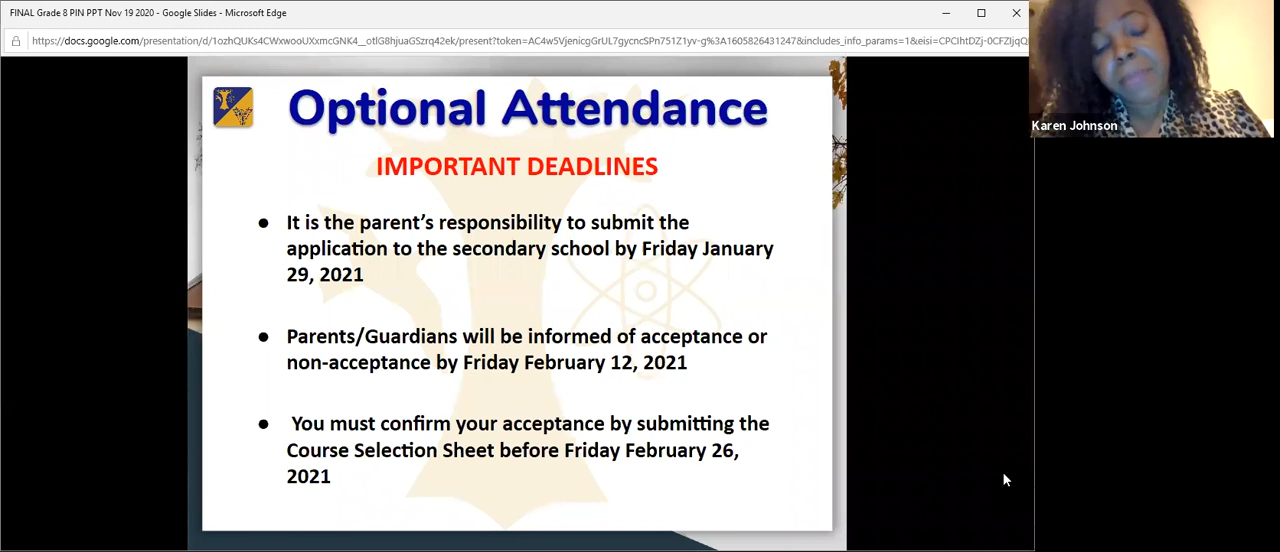 FINAL Grade 8 PIN PPT Nov 19 2020 - Google Slides - Microsoft Edge
https://docs.google.com/presentation/d/1ozhQUKs4CWxwooUXxmcGNK4__otlG8hjuaGSzrq42ek/present?token=AC4w5VjenicgGrUL7gycncSPn751Z1yv-g%3A1605826431247&includes_info_params=1&eisi=CPCIhtDZj-0CFZIjqQ
Karen Johnson
Optional Attendance
IMPORTANT DEADLINES
● It is the parent's responsibility to submit the
application to the secondary school by Friday January
29, 2021
● Parents/Guardians will be informed of acceptance or
non-acceptance by Friday February 12, 2021
● You must confirm your acceptance by submitting the
Course Selection Sheet before Friday February 26,
2021